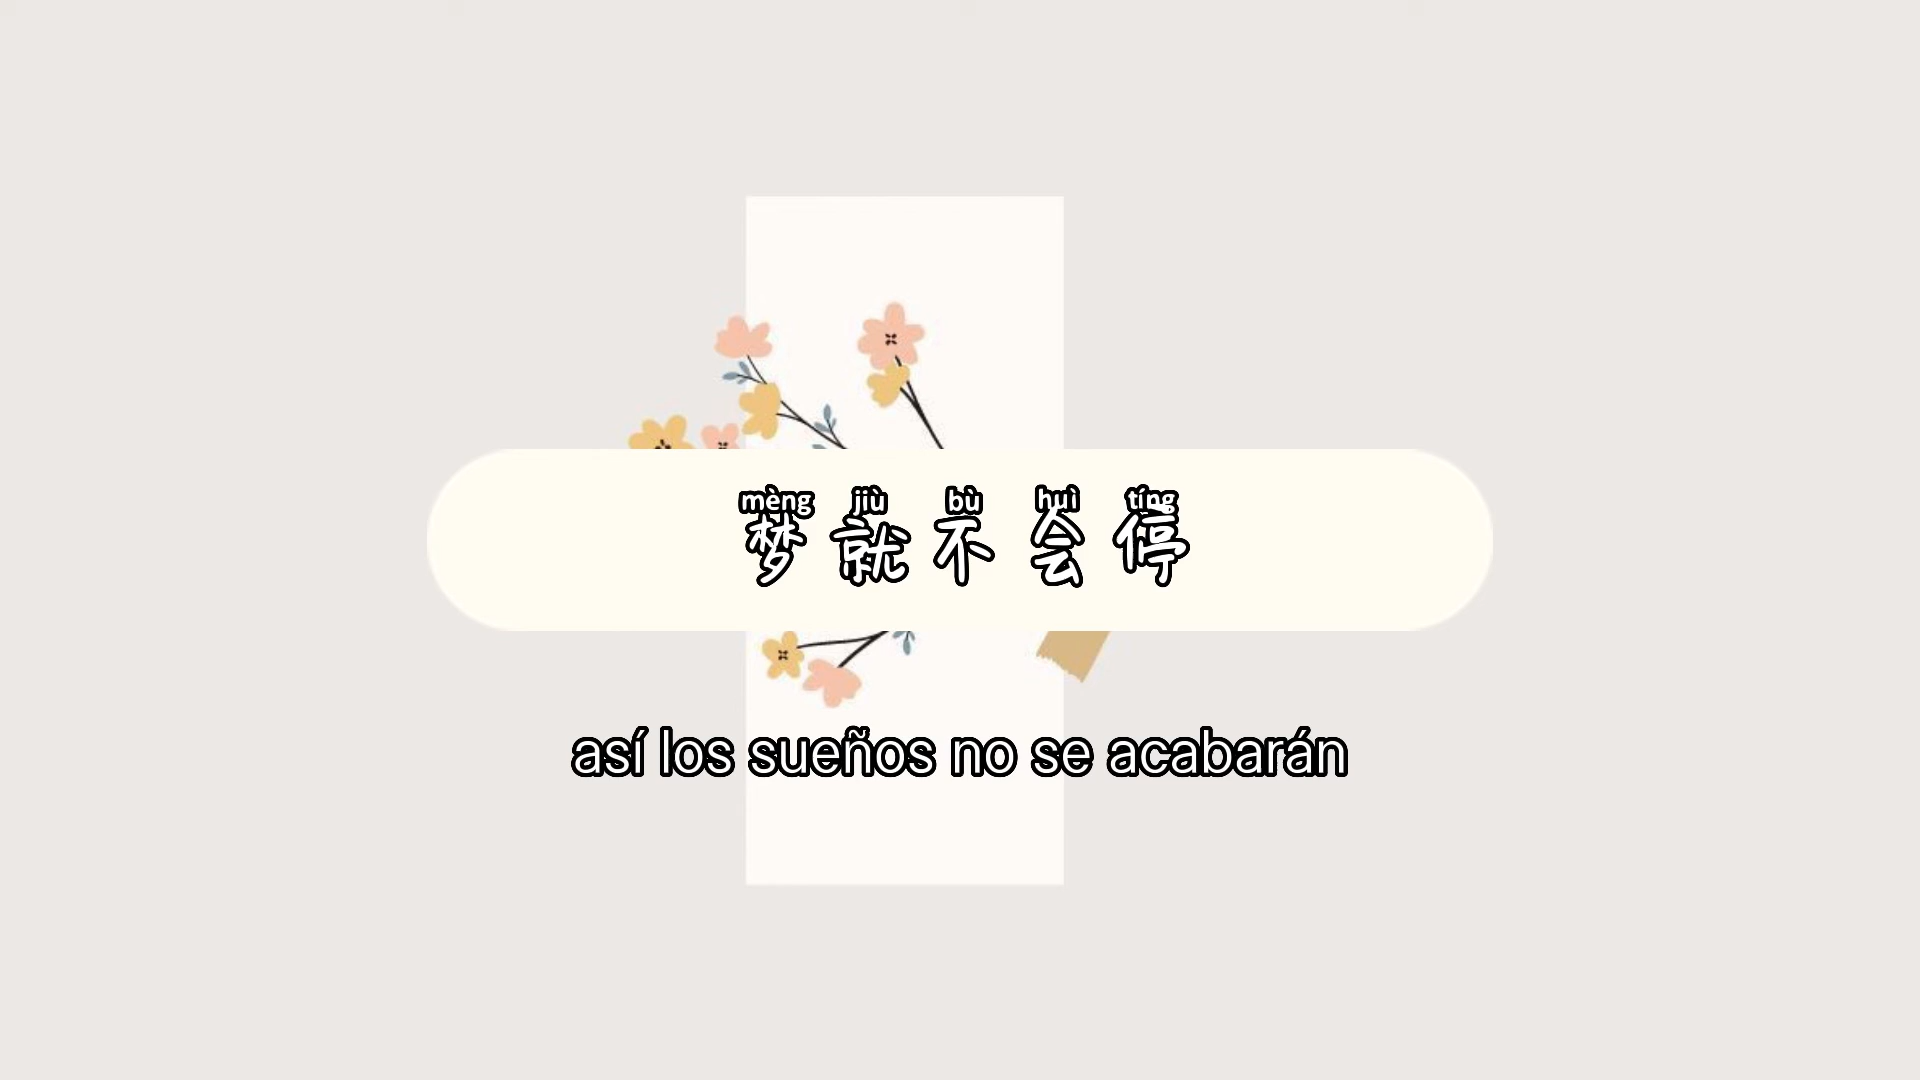 mèng jiù bù huì tíng
梦就不会停
así los sueños no se acabarán